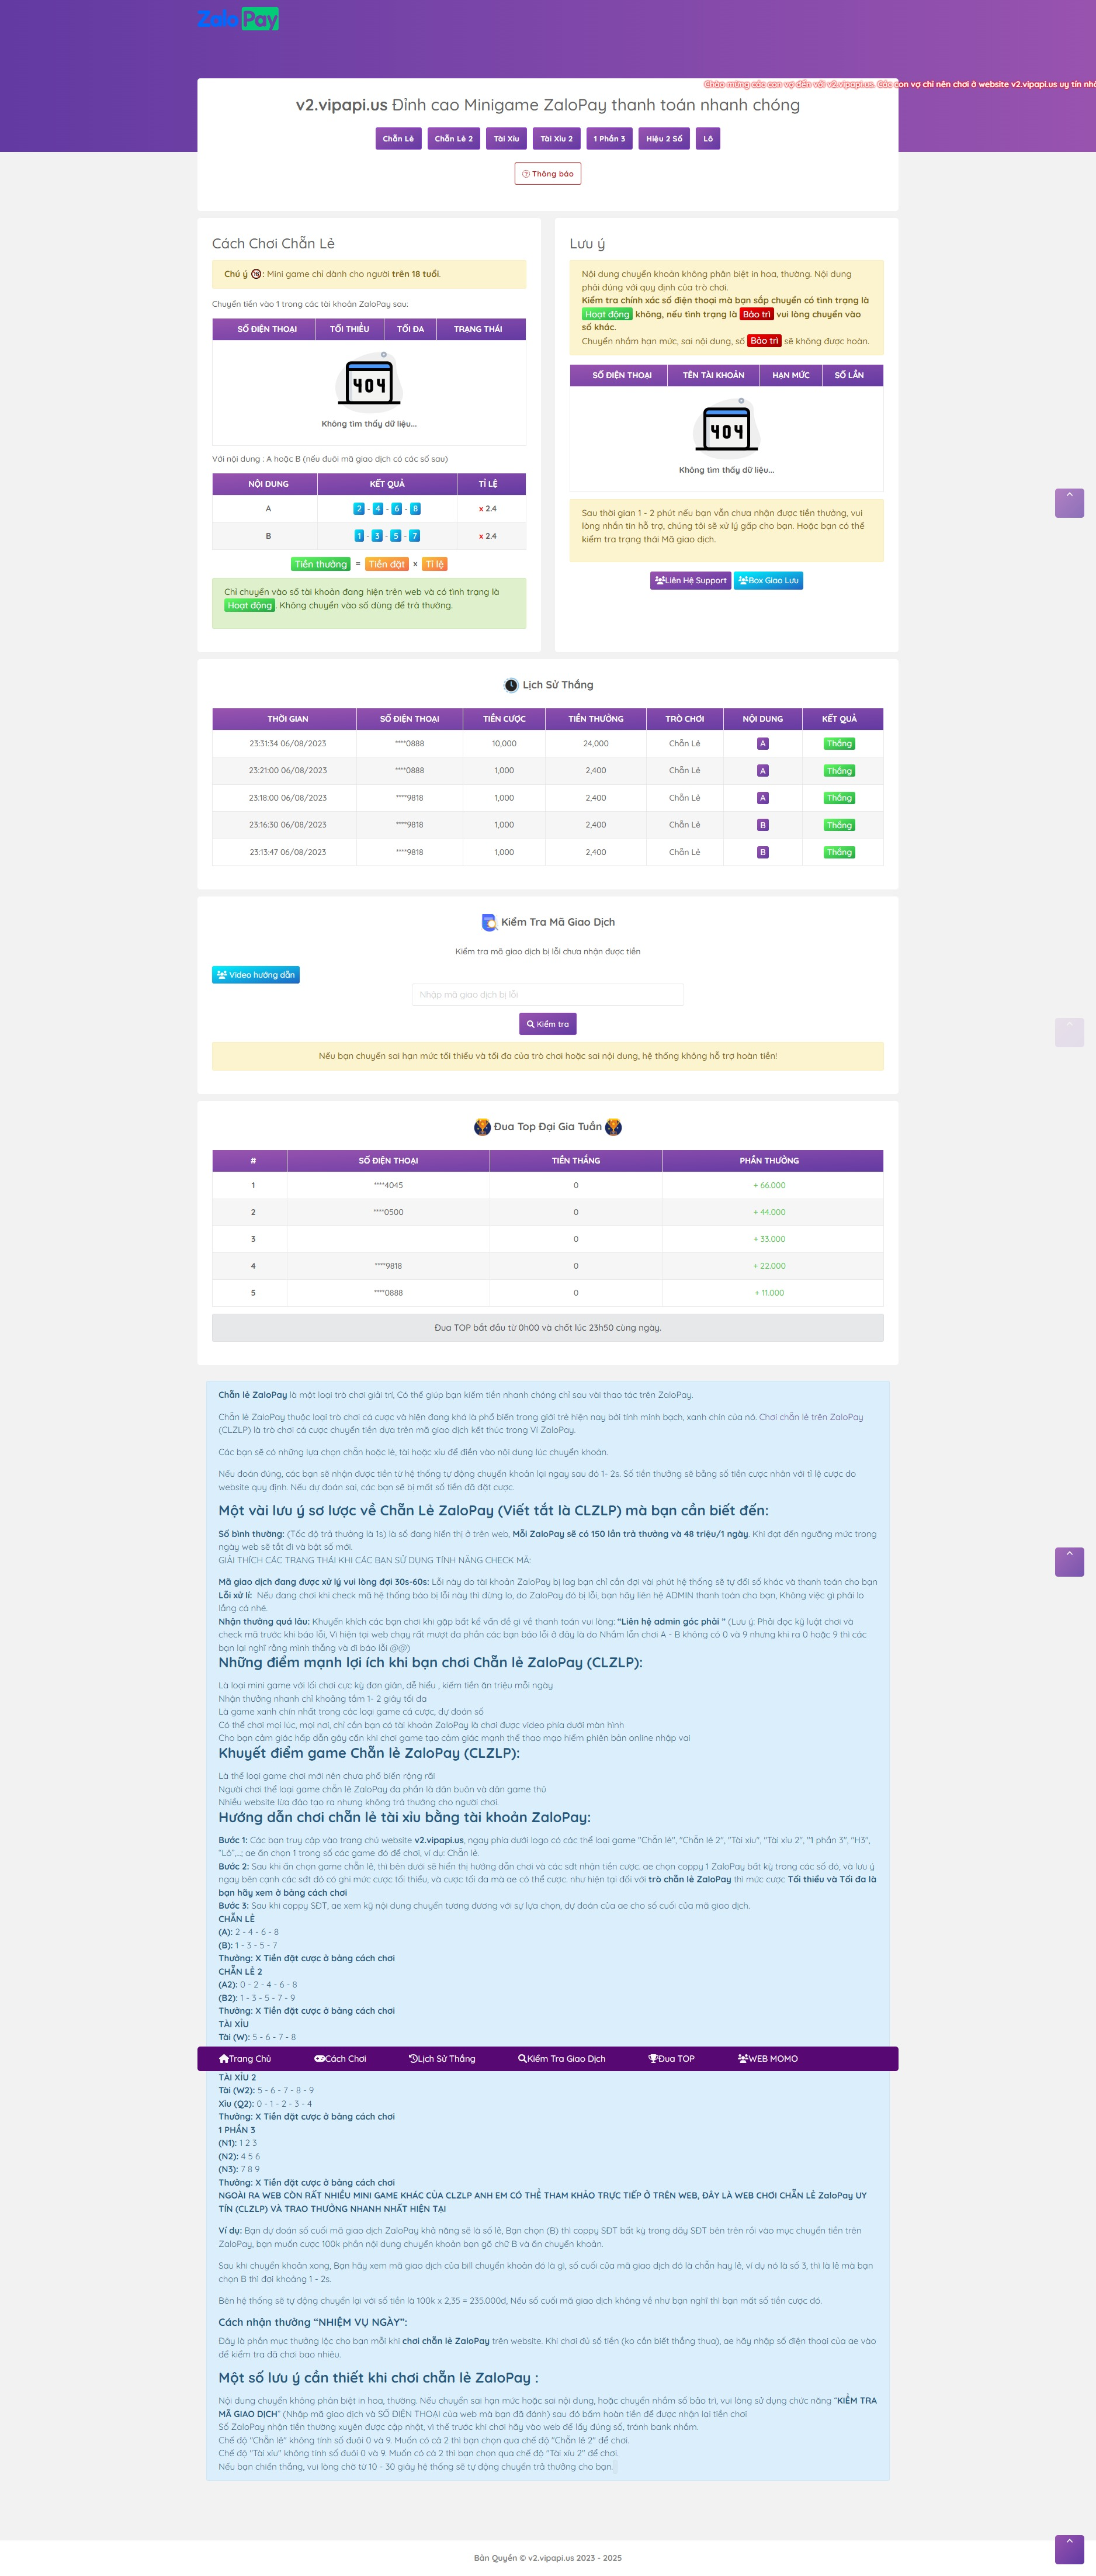 Zalo Pay
Chào mừng các con vợ đến với v2.vipapi.us. Các con vợ chỉ nên chơi ở website v2.vipapi.us uy tín nhấ
v2.vipapi.us Đỉnh cao Minigame ZaloPay thanh toán nhanh chóng
Chẵn Lẻ Chẵn Lẻ 2 Tài Xỉu Tài Xỉu 2 1 Phần 3 Hiệu 2 Số Lô
Thông báo
Cách Chơi Chẵn Lẻ
Chú ý 🔞: Mini game chỉ dành cho người trên 18 tuổi.
Chuyển tiền vào 1 trong các tài khoản ZaloPay sau:
SỐ ĐIỆN THOẠI TỐI THIỂU TỐI ĐA TRẠNG THÁI
404
Không tìm thấy dữ liệu...
Với nội dung : A hoặc B (nếu đuôi mã giao dịch có các số sau)
NỘI DUNG KẾT QUẢ TỈ LỆ
A 2 - 4 - 6 - 8 x 2.4
B 1 - 3 - 5 - 7 x 2.4
Tiền thưởng = Tiền đặt x Tỉ lệ
Chỉ chuyển vào số tài khoản đang hiện trên web và có tình trạng là
Hoạt động. Không chuyển vào số dùng để trả thưởng.
Lưu ý
Nội dung chuyển khoản không phân biệt in hoa, thường. Nội dung
phải đúng với quy định của trò chơi.
Kiểm tra chính xác số điện thoại mà bạn sắp chuyển có tình trạng là
Hoạt động không, nếu tình trạng là Bảo trì vui lòng chuyển vào
số khác.
Chuyển nhầm hạn mức, sai nội dung, số Bảo trì sẽ không được hoàn.
SỐ ĐIỆN THOẠI TÊN TÀI KHOẢN HẠN MỨC SỐ LẦN
404
Không tìm thấy dữ liệu...
Sau thời gian 1 - 2 phút nếu bạn vẫn chưa nhận được tiền thưởng, vui
lòng nhắn tin hỗ trợ, chúng tôi sẽ xử lý gấp cho bạn. Hoặc bạn có thể
kiểm tra trạng thái Mã giao dịch.
Liên Hệ Support Box Giao Lưu
Lịch Sử Thắng
THỜI GIAN SỐ ĐIỆN THOẠI TIỀN CƯỢC TIỀN THƯỞNG TRÒ CHƠI NỘI DUNG KẾT QUẢ
23:31:34 06/08/2023 ****0888 10,000 24,000 Chẵn Lẻ A Thắng
23:21:00 06/08/2023 ****0888 1,000 2,400 Chẵn Lẻ A Thắng
23:18:00 06/08/2023 ****9818 1,000 2,400 Chẵn Lẻ A Thắng
23:16:30 06/08/2023 ****9818 1,000 2,400 Chẵn Lẻ B Thắng
23:13:47 06/08/2023 ****9818 1,000 2,400 Chẵn Lẻ B Thắng
Kiểm Tra Mã Giao Dịch
Kiểm tra mã giao dịch bị lỗi chưa nhận được tiền
Video hướng dẫn
Nhập mã giao dịch bị lỗi
Kiểm tra
Nếu bạn chuyển sai hạn mức tối thiểu và tối đa của trò chơi hoặc sai nội dung, hệ thống không hỗ trợ hoàn tiền!
Đua Top Đại Gia Tuần
# SỐ ĐIỆN THOẠI TIỀN THẮNG PHẦN THƯỞNG
1 ****4045 0 + 66.000
2 ****0500 0 + 44.000
3 0 + 33.000
4 ****9818 0 + 22.000
5 ****0888 0 + 11.000
Đua TOP bắt đầu từ 0h00 và chốt lúc 23h50 cùng ngày.
Chẵn lẻ ZaloPay là một loại trò chơi giải trí, Có thể giúp bạn kiếm tiền nhanh chóng chỉ sau vài thao tác trên ZaloPay.
Chẵn lẻ ZaloPay thuộc loại trò chơi cá cược và hiện đang khá là phổ biến trong giới trẻ hiện nay bởi tính minh bạch, xanh chín của nó. Chơi chẵn lẻ trên ZaloPay
(CLZLP) là trò chơi cá cược chuyển tiền dựa trên mã giao dịch kết thúc trong Ví ZaloPay.
Các bạn sẽ có những lựa chọn chẵn hoặc lẻ, tài hoặc xỉu để điền vào nội dung lúc chuyển khoản.
Nếu đoán đúng, các bạn sẽ nhận được tiền từ hệ thống tự động chuyển khoản lại ngay sau đó 1- 2s. Số tiền thưởng sẽ bằng số tiền cược nhân với tỉ lệ cược do
website quy định. Nếu dự đoán sai, các bạn sẽ bị mất số tiền đã đặt cược.
Một vài lưu ý sơ lược về Chẵn Lẻ ZaloPay (Viết tắt là CLZLP) mà bạn cần biết đến:
Số bình thường: (Tốc độ trả thưởng là 1s) là số đang hiển thị ở trên web, Mỗi ZaloPay sẽ có 150 lần trả thưởng và 48 triệu/1 ngày. Khi đạt đến ngưỡng mức trong
ngày web sẽ tắt đi và bật số mới.
GIẢI THÍCH CÁC TRẠNG THÁI KHI CÁC BẠN SỬ DỤNG TÍNH NĂNG CHECK MÃ:
Mã giao dịch đang được xử lý vui lòng đợi 30s-60s: Lỗi này do tài khoản ZaloPay bị lag bạn chỉ cần đợi vài phút hệ thống sẽ tự đổi số khác và thanh toán cho bạn
Lỗi xử lí: Nếu đang chơi khi check mã hệ thống báo bị lỗi này thì đừng lo, do ZaloPay đó bị lỗi, bạn hãy liên hệ ADMIN thanh toán cho bạn, Không việc gì phải lo
lắng cả nhé.
Nhận thưởng quá lâu: Khuyến khích các bạn chơi khi gặp bất kể vấn đề gì về thanh toán vui lòng: “Liên hệ admin góc phải ” (Lưu ý: Phải đọc kỹ luật chơi và
check mã trước khi báo lỗi, Vì hiện tại web chạy rất mượt đa phần các bạn báo lỗi ở đây là do Nhầm lẫn chơi A - B không có 0 và 9 nhưng khi ra 0 hoặc 9 thì các
bạn lại nghĩ rằng mình thắng và đi báo lỗi @@)
Những điểm mạnh lợi ích khi bạn chơi Chẵn lẻ ZaloPay (CLZLP):
Là loại mini game với lối chơi cực kỳ đơn giản, dễ hiểu , kiếm tiền ăn triệu mỗi ngày
Nhận thưởng nhanh chỉ khoảng tầm 1- 2 giây tối đa
Là game xanh chín nhất trong các loại game cá cược, dự đoán số
Có thể chơi mọi lúc, mọi nơi, chỉ cần bạn có tài khoản ZaloPay là chơi được video phía dưới màn hình
Cho bạn cảm giác hấp dẫn gây cấn khi chơi game tạo cảm giác mạnh thể thao mạo hiểm phiên bản online nhập vai
Khuyết điểm game Chẵn lẻ ZaloPay (CLZLP):
Là thể loại game chơi mới nên chưa phổ biến rộng rãi
Người chơi thể loại game chẵn lẻ ZaloPay đa phần là dân buôn và dân game thủ
Nhiều website lừa đảo tạo ra nhưng không trả thưởng cho người chơi.
Hướng dẫn chơi chẵn lẻ tài xỉu bằng tài khoản ZaloPay:
Bước 1: Các bạn truy cập vào trang chủ website v2.vipapi.us, ngay phía dưới logo có các thể loại game "Chẵn lẻ", "Chẵn lẻ 2", "Tài xỉu", "Tài xỉu 2", "1 phần 3", "H3",
"Lô",...; ae ấn chọn 1 trong số các game đó để chơi, ví dụ: Chẵn lẻ.
Bước 2: Sau khi ấn chọn game chẵn lẻ, thì bên dưới sẽ hiển thị hướng dẫn chơi và các sđt nhận tiền cược. ae chọn coppy 1 ZaloPay bất kỳ trong các số đó, và lưu ý
ngay bên cạnh các sđt đó có ghi mức cược tối thiểu, và cược tối đa mà ae có thể cược. như hiện tại đối với trò chẵn lẻ ZaloPay thì mức cược Tối thiểu và Tối đa là
bạn hãy xem ở bảng cách chơi
Bước 3: Sau khi coppy SĐT, ae xem kỹ nội dung chuyển tương đương với sự lựa chọn, dự đoán của ae cho số cuối của mã giao dịch.
CHẴN LẺ
(A): 2 - 4 - 6 - 8
(B): 1 - 3 - 5 - 7
Thưởng: X Tiền đặt cược ở bảng cách chơi
CHẴN LẺ 2
(A2): 0 - 2 - 4 - 6 - 8
(B2): 1 - 3 - 5 - 7 - 9
Thưởng: X Tiền đặt cược ở bảng cách chơi
TÀI XỈU
Tài (W): 5 - 6 - 7 - 8
Trang Chủ Cách Chơi Lịch Sử Thắng Kiểm Tra Giao Dịch Đua TOP WEB MOMO
TÀI XỈU 2
Tài (W2): 5 - 6 - 7 - 8 - 9
Xỉu (Q2): 0 - 1 - 2 - 3 - 4
Thưởng: X Tiền đặt cược ở bảng cách chơi
1 PHẦN 3
(N1): 1 2 3
(N2): 4 5 6
(N3): 7 8 9
Thưởng: X Tiền đặt cược ở bảng cách chơi
NGOÀI RA WEB CÒN RẤT NHIỀU MINI GAME KHÁC CỦA CLZLP ANH EM CÓ THỂ THAM KHẢO TRỰC TIẾP Ở TRÊN WEB, ĐÂY LÀ WEB CHƠI CHẴN LẺ ZaloPay UY
TÍN (CLZLP) VÀ TRAO THƯỞNG NHANH NHẤT HIỆN TẠI
Ví dụ: Bạn dự đoán số cuối mã giao dịch ZaloPay khả năng sẽ là số lẻ, Bạn chọn (B) thì coppy SĐT bất kỳ trong dãy SĐT bên trên rồi vào mục chuyển tiền trên
ZaloPay, bạn muốn cược 100k phần nội dung chuyển khoản bạn gõ chữ B và ấn chuyển khoản.
Sau khi chuyển khoản xong, Bạn hãy xem mã giao dịch của bill chuyển khoản đó là gì, số cuối của mã giao dịch đó là chẵn hay lẻ, ví dụ nó là số 3, thì là lẻ mà bạn
chọn B thì đợi khoảng 1 - 2s.
Bên hệ thống sẽ tự động chuyển lại với số tiền là 100k x 2,35 = 235.000đ, Nếu số cuối mã giao dịch không về như bạn nghĩ thì bạn mất số tiền cược đó.
Cách nhận thưởng “NHIỆM VỤ NGÀY”:
Đây là phần mục thưởng lộc cho bạn mỗi khi chơi chẵn lẻ ZaloPay trên website. Khi chơi đủ số tiền (ko cần biết thắng thua), ae hãy nhập số điện thoại của ae vào
để kiểm tra đã chơi bao nhiêu.
Một số lưu ý cần thiết khi chơi chẵn lẻ ZaloPay :
Nội dung chuyển không phân biệt in hoa, thường. Nếu chuyển sai hạn mức hoặc sai nội dung, hoặc chuyển nhầm số bảo trì, vui lòng sử dụng chức năng "KIỂM TRA
MÃ GIAO DỊCH" (Nhập mã giao dịch và SỐ ĐIỆN THOẠI của web mà bạn đã đánh) sau đó bấm hoàn tiền để được nhận lại tiền chơi
Số ZaloPay nhận tiền thường xuyên được cập nhật, vì thế trước khi chơi hãy vào web để lấy đúng số, tránh bank nhầm.
Chế độ "Chẵn lẻ" không tính số đuôi 0 và 9. Muốn có cả 2 thì bạn chọn qua chế độ "Chẵn lẻ 2" để chơi.
Chế độ "Tài xỉu" không tính số đuôi 0 và 9. Muốn có cả 2 thì bạn chọn qua chế độ "Tài xỉu 2" để chơi.
Nếu bạn chiến thắng, vui lòng chờ từ 10 - 30 giây hệ thống sẽ tự động chuyển trả thưởng cho bạn.
Bản Quyền © v2.vipapi.us 2023 - 2025